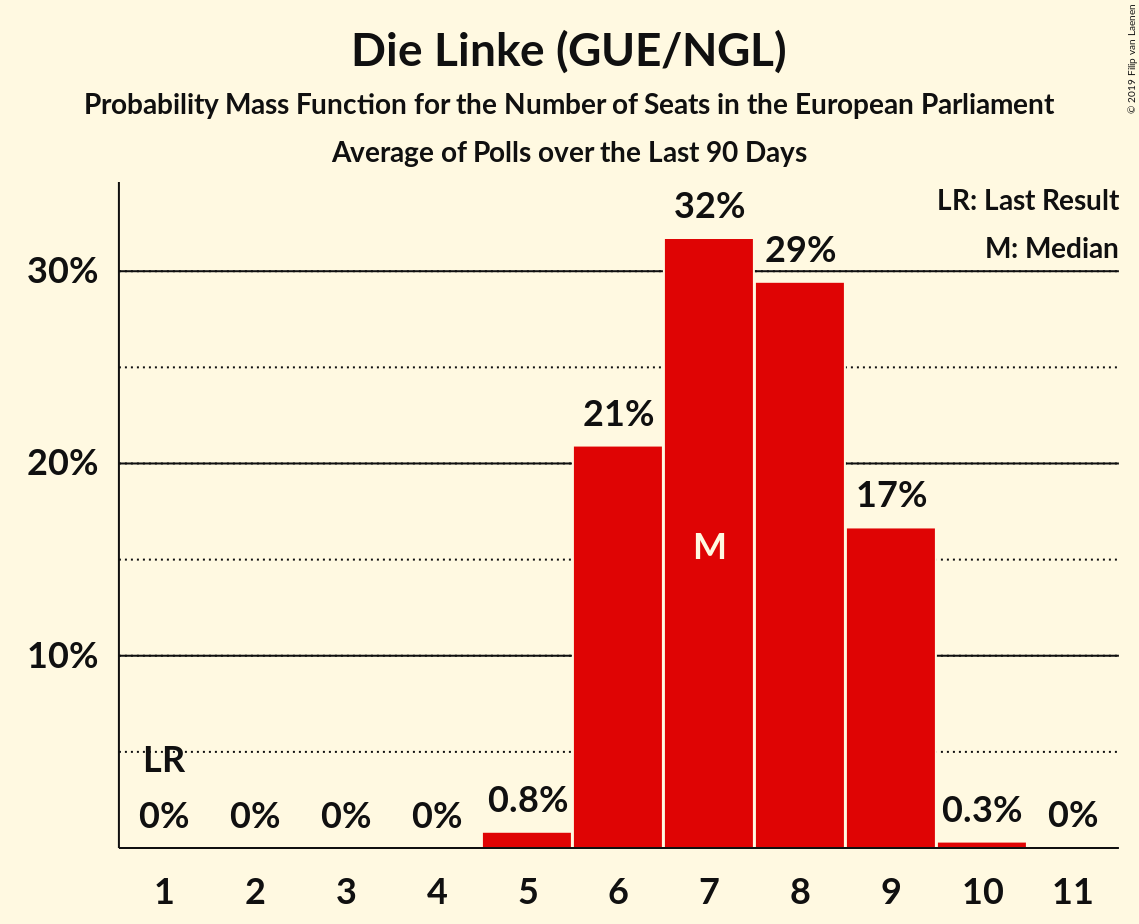 Die Linke (GUE/NGL)
Probability Mass Function for the Number of Seats in the European Parliament
Average of Polls over the Last 90 Days
© 2019 Filip van Laenen
LR: Last Result
M: Median
32%
29%
30%
21%
20%
17%
M
10%
LR
0%
0%
0%
0%
0.8%
0.3%
0%
1 2 3 4 5 6 7 8 9 10 11